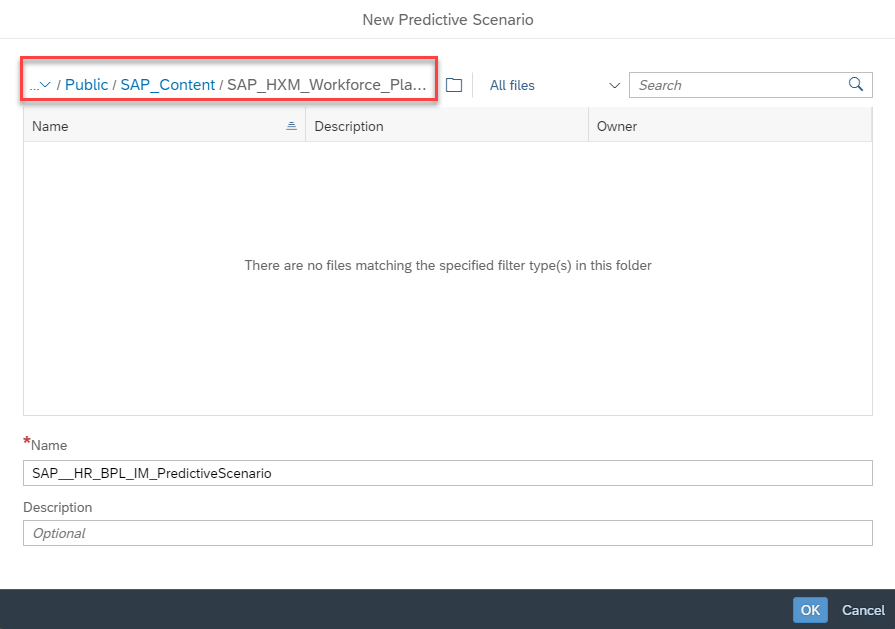 New Predictive Scenario
... / Public / SAP_Content / SAP_HXM_Workforce_Pla... All files Search
Name Description Owner
There are no files matching the specified filter type(s) in this folder
*Name
SAP__HR_BPL_IM_PredictiveScenario
Description
Optional
OK Cancel